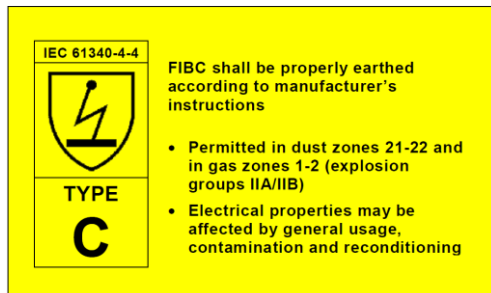 IEC 61340-4-4
TYPE
C
FIBC shall be properly earthed
according to manufacturer's
instructions
• Permitted in dust zones 21-22 and
in gas zones 1-2 (explosion
groups IIA/IIB)
• Electrical properties may be
affected by general usage,
contamination and reconditioning